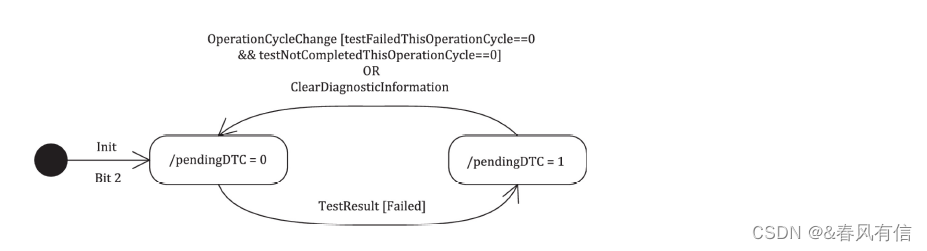 OperationCycleChange [testFailedThisOperationCycle==0
&& testNotCompletedThisOperationCycle==0]
OR
ClearDiagnosticInformation
Init
Bit 2
/pendingDTC = 0
/pendingDTC = 1
TestResult [Failed]
CSDN @&春风有信